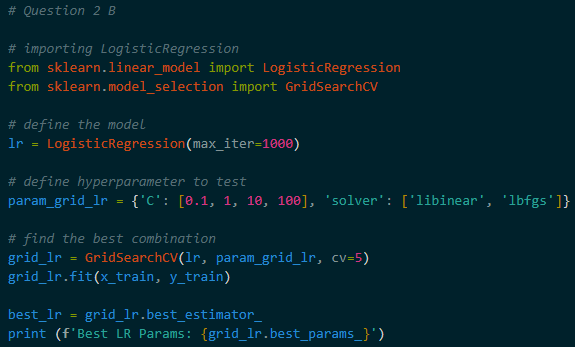 # Question 2 B
# importing LogisticRegression
from sklearn.linear_model import LogisticRegression
from sklearn.model_selection import GridSearchCV
# define the model
lr = LogisticRegression(max_iter=1000)
# define hyperparameter to test
param_grid_lr = {'C': [0.1, 1, 10, 100], 'solver': ['libinear', 'lbfgs']}
# find the best combination
grid_lr = GridSearchCV(lr, param_grid_lr, cv=5)
grid_lr.fit(x_train, y_train)
best_lr = grid_lr.best_estimator_
print (f'Best LR Params: {grid_lr.best_params_}')